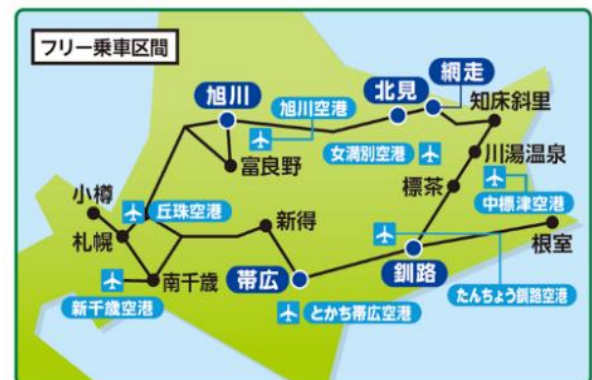 フリー乗車区間
網走
北見
旭川
旭川空港
知床斜里
女満別空港
川湯温泉
富良野
標茶
中標津空港
小樽
丘珠空港
新得
札幌
根室
釧路
帯広
南千歳
たんちょう釧路空港
新千歳空港
とかち帯広空港